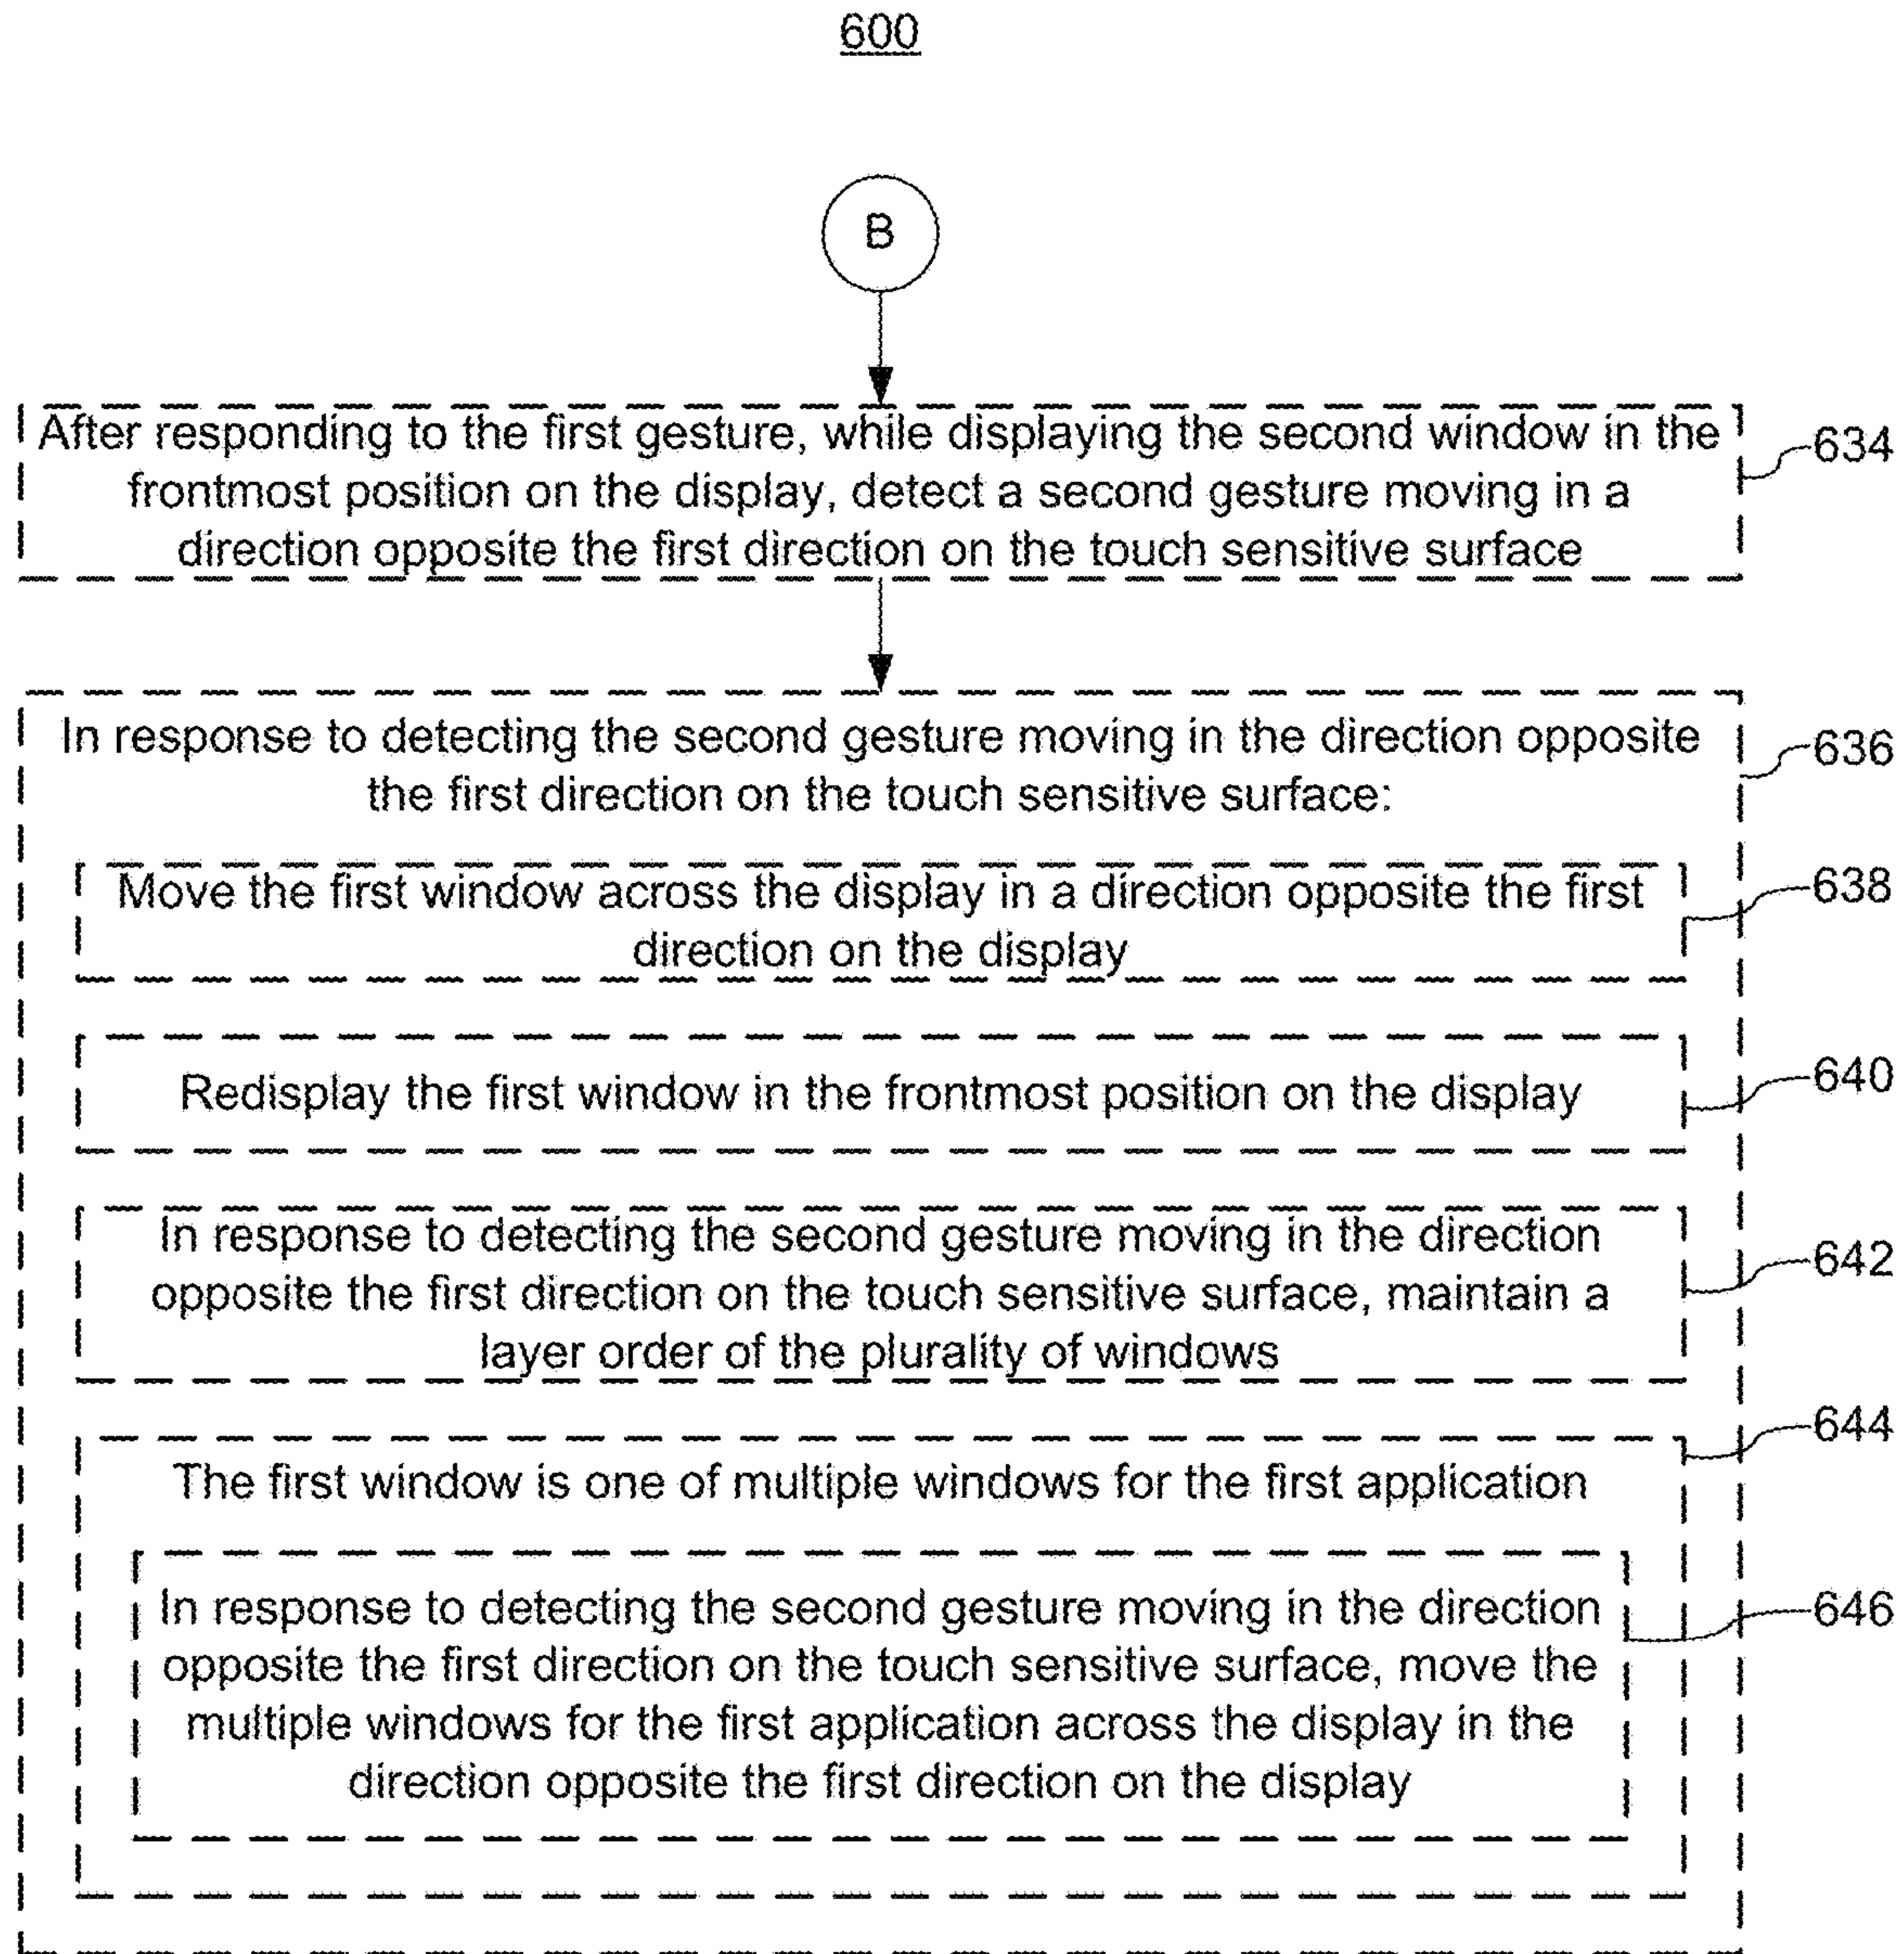 600
B
After responding to the first gesture, while displaying the second window in the
frontmost position on the display, detect a second gesture moving in a
direction opposite the first direction on the touch sensitive surface
634
In response to detecting the second gesture moving in the direction opposite
the first direction on the touch sensitive surface:
636
Move the first window across the display in a direction opposite the first
direction on the display
638
Redisplay the first window in the frontmost position on the display
640
In response to detecting the second gesture moving in the direction
opposite the first direction on the touch sensitive surface, maintain a
layer order of the plurality of windows
642
644
The first window is one of multiple windows for the first application
In response to detecting the second gesture moving in the direction
opposite the first direction on the touch sensitive surface, move the
multiple windows for the first application across the display in the
direction opposite the first direction on the display
646